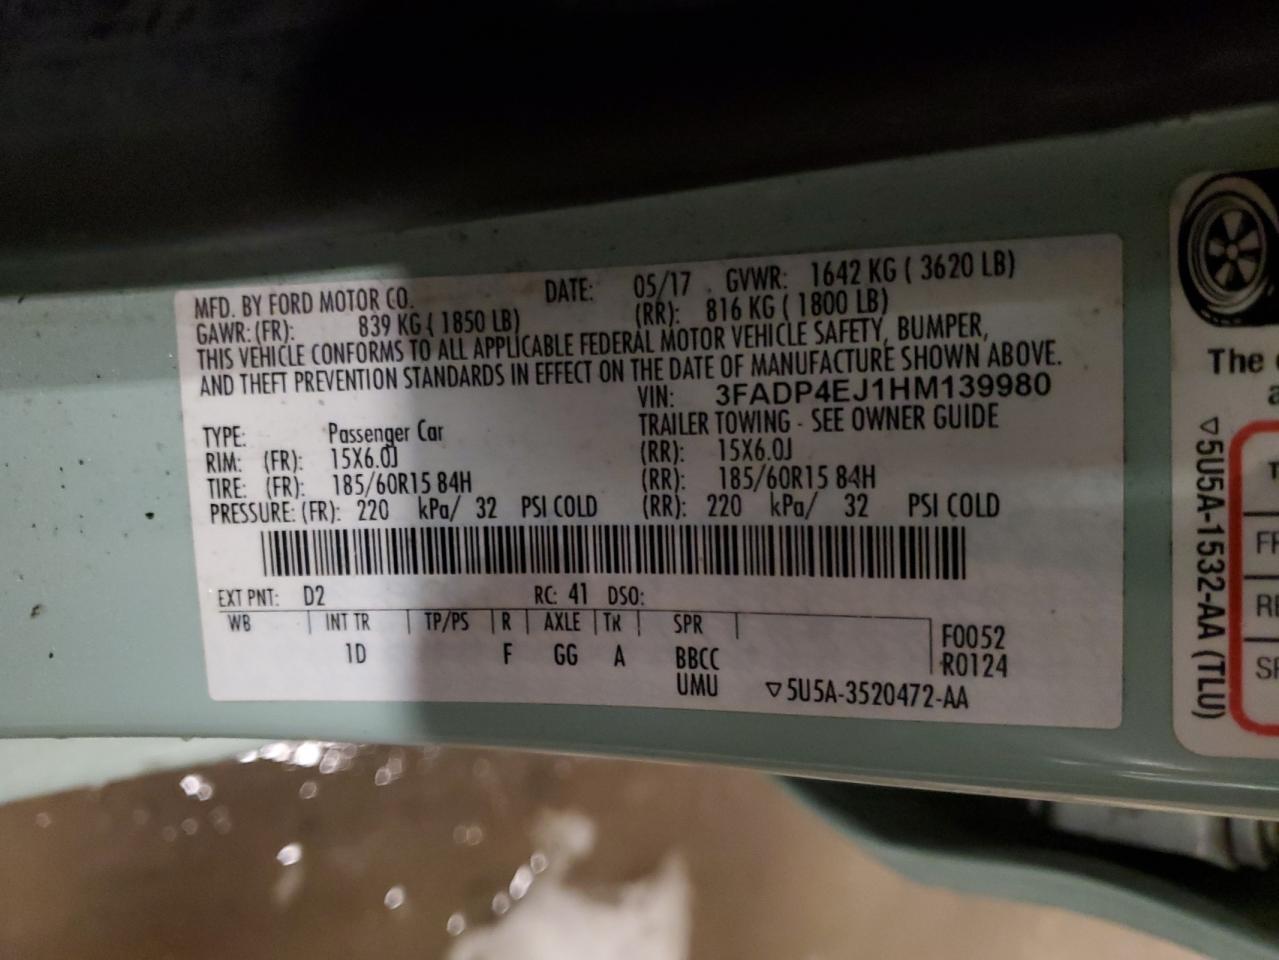 MFD. BY FORD MOTOR CO. DATE: 05/17 GVWR: 1642 KG ( 3620 LB)
GAWR: (FR): 839 KG ( 1850 LB) (RR): 816 KG ( 1800 LB)
THIS VEHICLE CONFORMS TO ALL APPLICABLE FEDERAL MOTOR VEHICLE SAFETY, BUMPER,
AND THEFT PREVENTION STANDARDS IN EFFECT ON THE DATE OF MANUFACTURE SHOWN ABOVE.
VIN: 3FADP4EJ1HM139980
TYPE: Passenger Car TRAILER TOWING - SEE OWNER GUIDE
RIM: (FR): 15X6.0J (RR): 15X6.0J
TIRE: (FR): 185/60R15 84H (RR): 185/60R15 84H
PRESSURE: (FR): 220 kPa/ 32 PSI COLD (RR): 220 kPa/ 32 PSI COLD
EXT PNT: D2 RC: 41 DSO:
WB INT TR TP/PS R AXLE TR SPR F0052
1D F GG A BBCC R0124
UMU ▽5U5A-3520472-AA
The
▽5U5A-1532-AA (TLU)